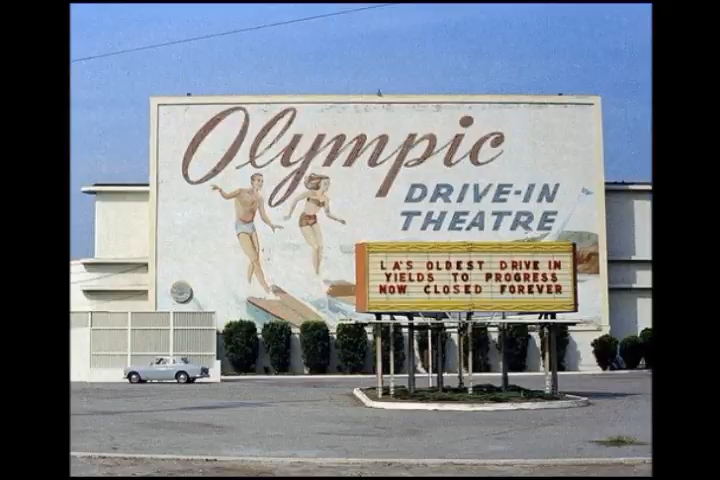 Olympic
DRIVE-IN
THEATRE
LA'S OLDEST DRIVE IN
YIELDS TO PROGRESS
NOW CLOSED FOREVER